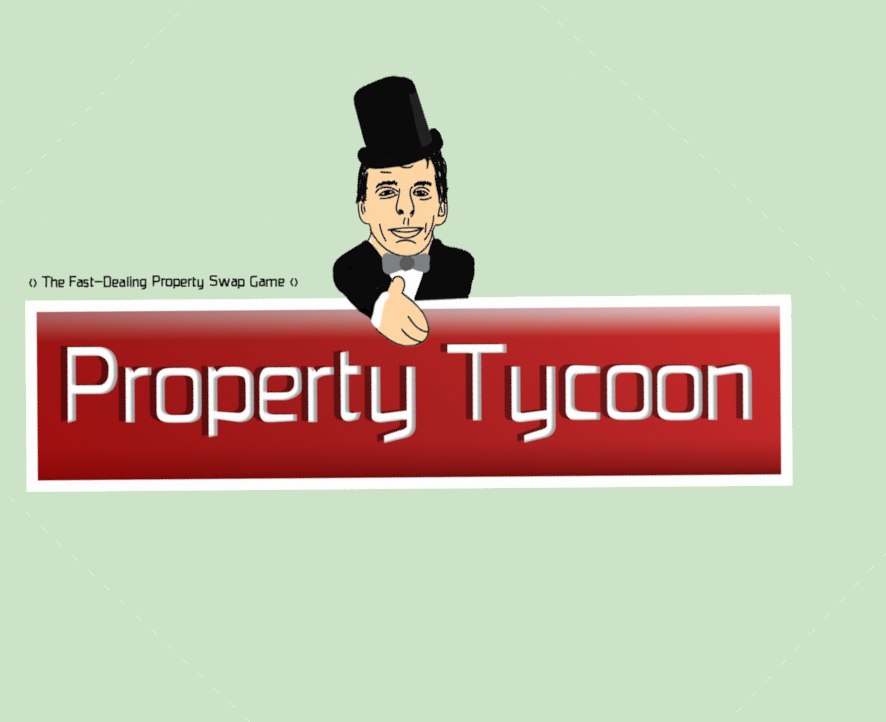 ‹› The Fast-Dealing Property Swap Game ‹›
Property Tycoon